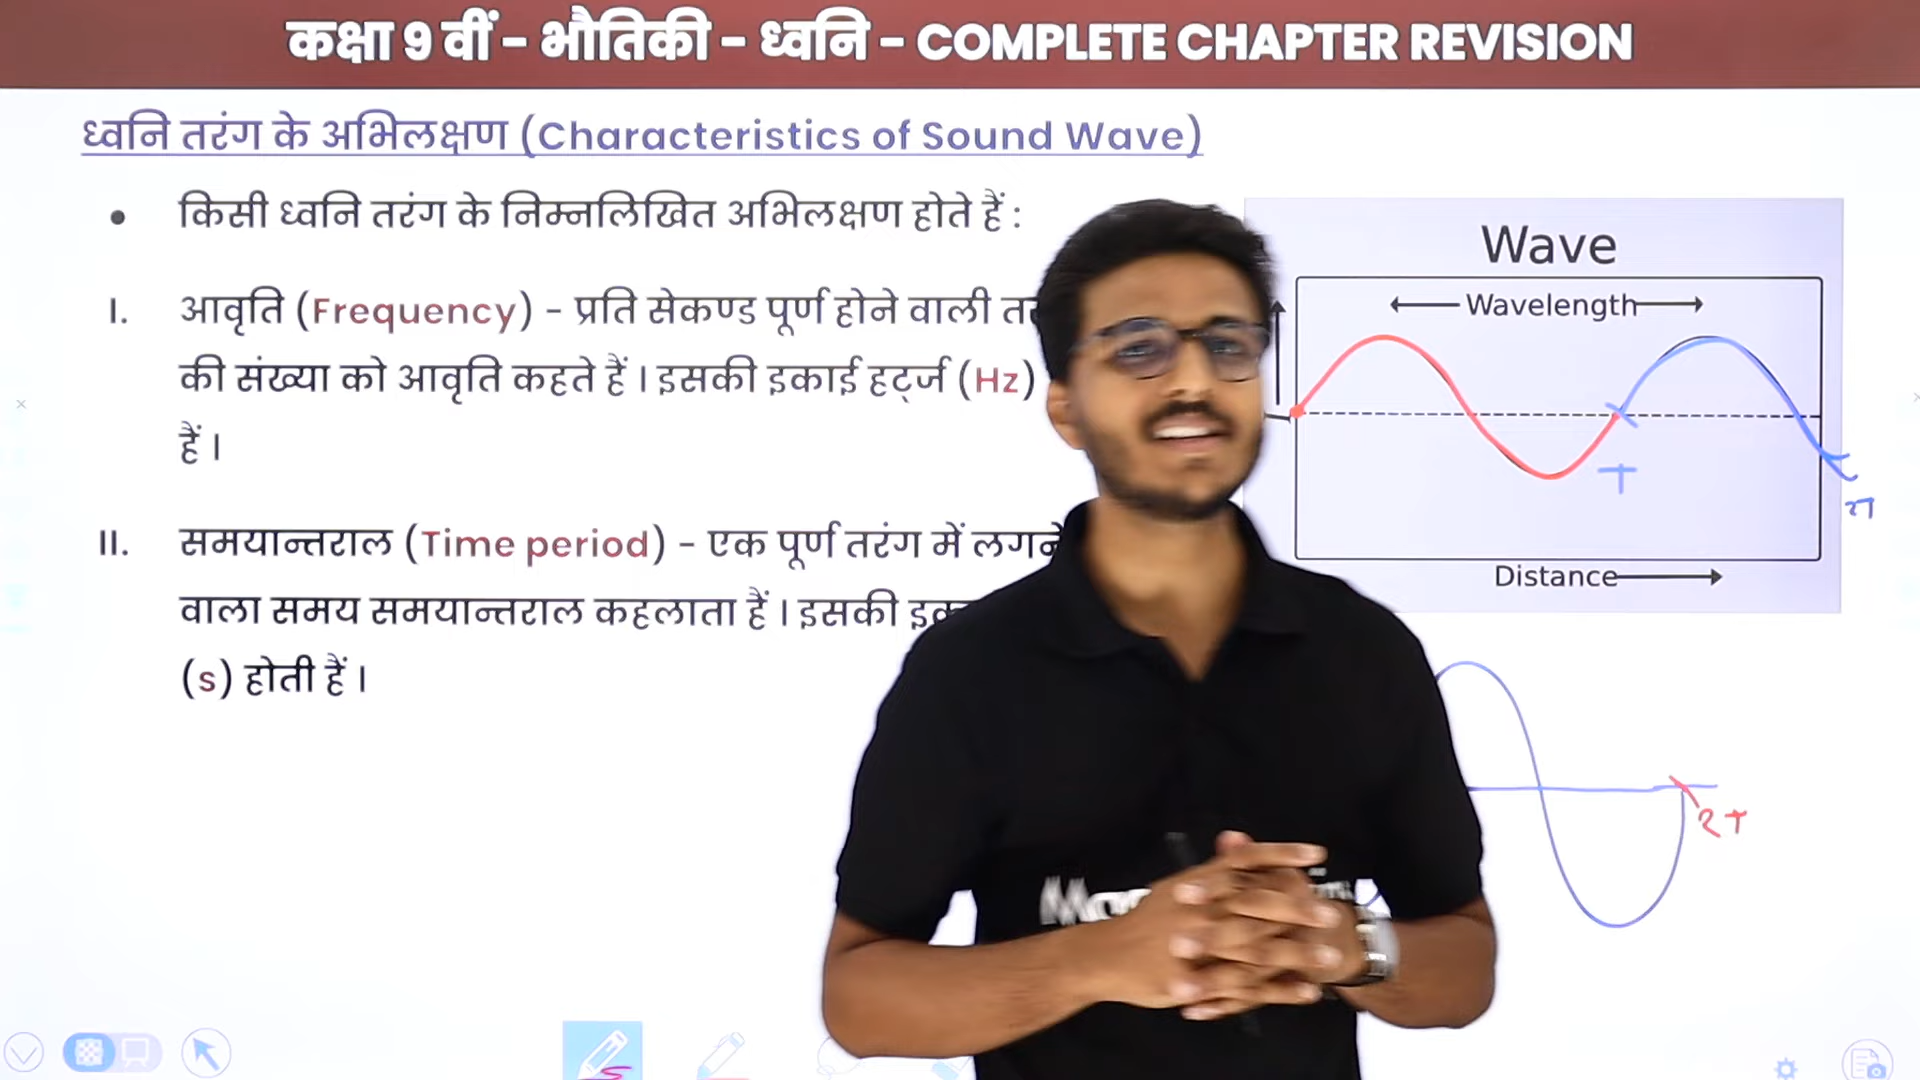 कक्षा 9 वीं – भौतिकी – ध्वनि – COMPLETE CHAPTER REVISION
ध्वनि तरंग के अभिलक्षण (Characteristics of Sound Wave)
• किसी ध्वनि तरंग के निम्नलिखित अभिलक्षण होते हैं :
I. आवृति (Frequency) – प्रति सेकण्ड पूर्ण होने वाली
की संख्या को आवृति कहते हैं । इसकी इकाई हर्ट्ज (Hz)
हैं ।
II. समयान्तराल (Time period) – एक पूर्ण तरंग में लगने
वाला समय समयान्तराल कहलाता हैं । इसकी
(s) होती हैं ।
Wave
Wavelength
T
Distance
2T